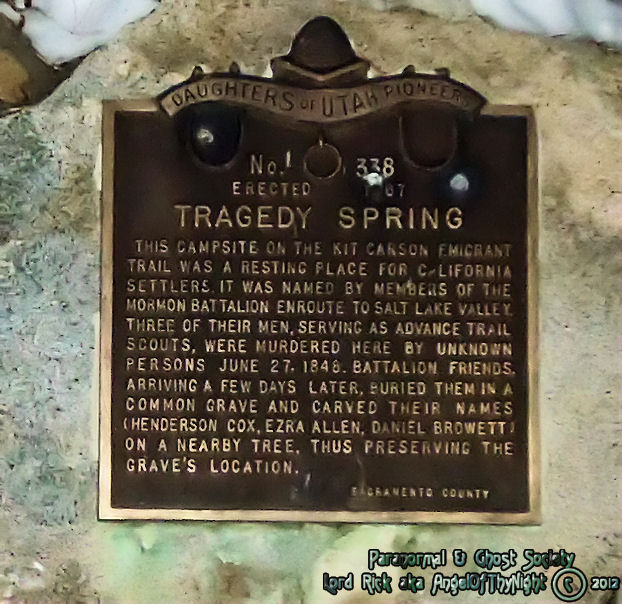 DAUGHTERS OF UTAH PIONEERS
No. 338
ERECTED
TRAGEDY SPRING
THIS CAMPSITE ON THE KIT CARSON EMIGRANT
TRAIL WAS A RESTING PLACE FOR CALIFORNIA
SETTLERS. IT WAS NAMED BY MEMBERS OF THE
MORMON BATTALION ENROUTE TO SALT LAKE VALLEY.
THREE OF THEIR MEN, SERVING AS ADVANCE TRAIL
SCOUTS, WERE MURDERED HERE BY UNKNOWN
PERSONS JUNE 27, 1848. BATTALION FRIENDS,
ARRIVING A FEW DAYS LATER, BURIED THEM IN A
COMMON GRAVE AND CARVED THEIR NAMES
(HENDERSON COX, EZRA ALLEN, DANIEL BROWETT)
ON A NEARBY TREE, THUS PRESERVING THE
GRAVE'S LOCATION.
SACRAMENTO COUNTY
Paranormal & Ghost Society
Lord Rick aka AngelOfThyNight © 2012